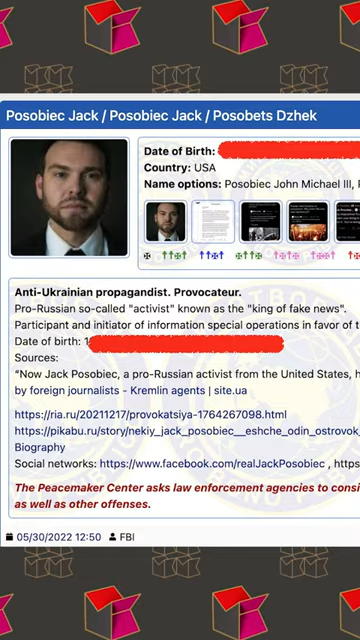 Posobiec Jack / Posobiec Jack / Posobets Dzhek
Date of Birth:
Country: USA
Name options: Posobiec John Michael III, P
Anti-Ukrainian propagandist. Provocateur.
Pro-Russian so-called "activist" known as the "king of fake news".
Participant and initiator of information special operations in favor of t
Date of birth: 1
Sources:
"Now Jack Posobiec, a pro-Russian activist from the United States, h
by foreign journalists - Kremlin agents | site.ua
https://ria.ru/20211217/provokatsiya-1764267098.html
https://pikabu.ru/story/nekiy_jack_posobiec__eshche_odin_ostrovok_
Biography
Social networks: https://www.facebook.com/realJackPosobiec , https
The Peacemaker Center asks law enforcement agencies to consi
as well as other offenses.
05/30/2022 12:50 FBI